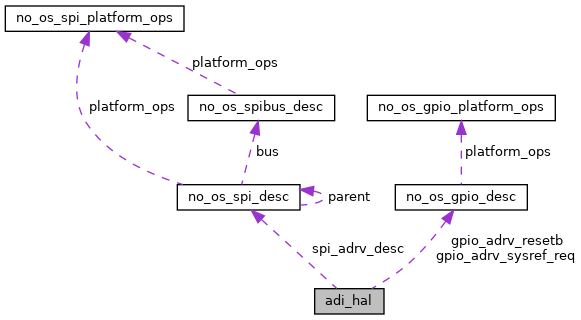 no_os_spi_platform_ops
platform_ops
no_os_spibus_desc
no_os_gpio_platform_ops
platform_ops
bus
platform_ops
no_os_spi_desc
parent
no_os_gpio_desc
spi_adrv_desc
gpio_adrv_resetb
gpio_adrv_sysref_req
adi_hal